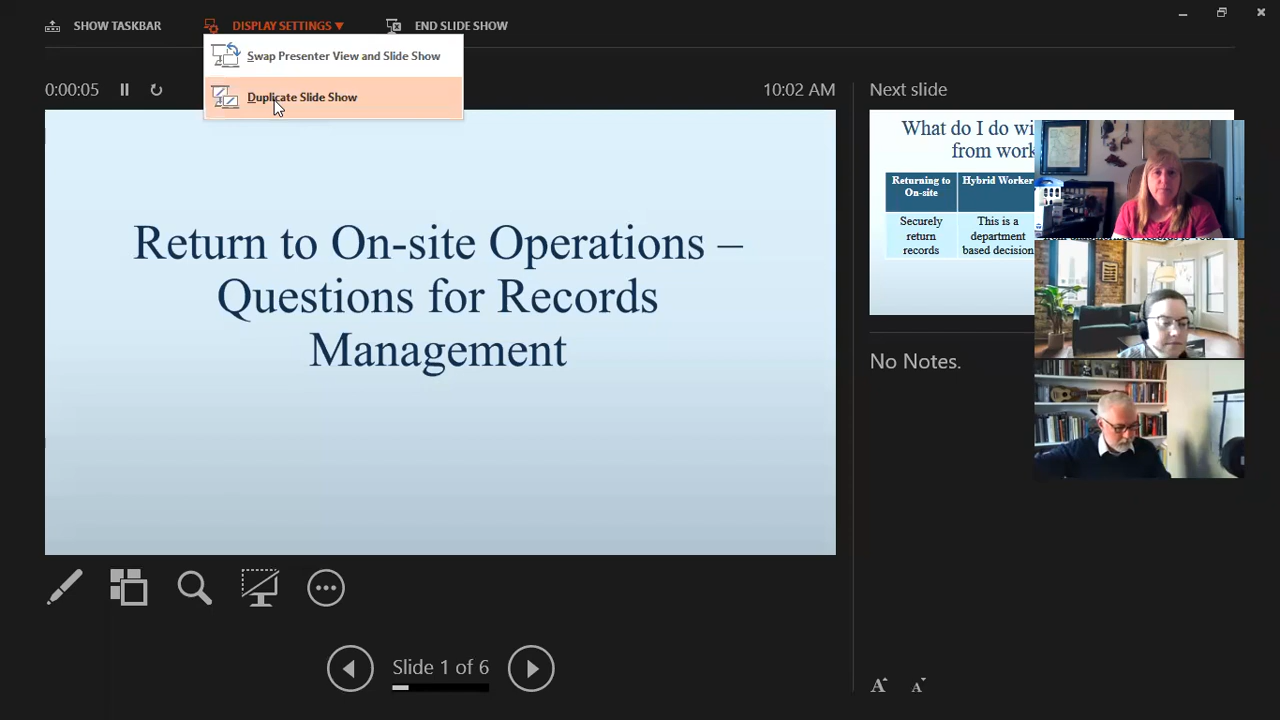 SHOW TASKBAR
DISPLAY SETTINGS ▼
END SLIDE SHOW
Swap Presenter View and Slide Show
Duplicate Slide Show
0:00:05
10:02 AM
Return to On-site Operations –
Questions for Records
Management
Next slide
What do I do wi
from work
Returning to
On-site
Hybrid Worker
Securely
return
records
This is a
department
based decision
No Notes.
Slide 1 of 6
A
A